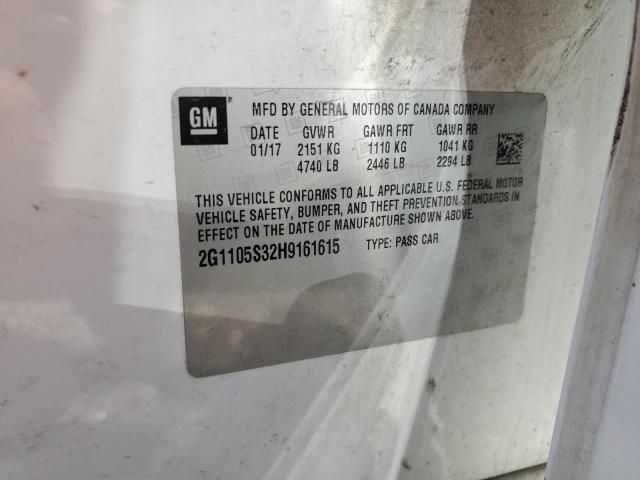 GM
MFD BY GENERAL MOTORS OF CANADA COMPANY
DATE GVWR GAWR FRT GAWR RR
01/17 2151 KG 1110 KG 1041 KG
4740 LB 2446 LB 2294 LB
THIS VEHICLE CONFORMS TO ALL APPLICABLE U.S. FEDERAL MOTOR
VEHICLE SAFETY, BUMPER, AND THEFT PREVENTION STANDARDS IN
EFFECT ON THE DATE OF MANUFACTURE SHOWN ABOVE.
2G1105S32H9161615 TYPE: PASS CAR